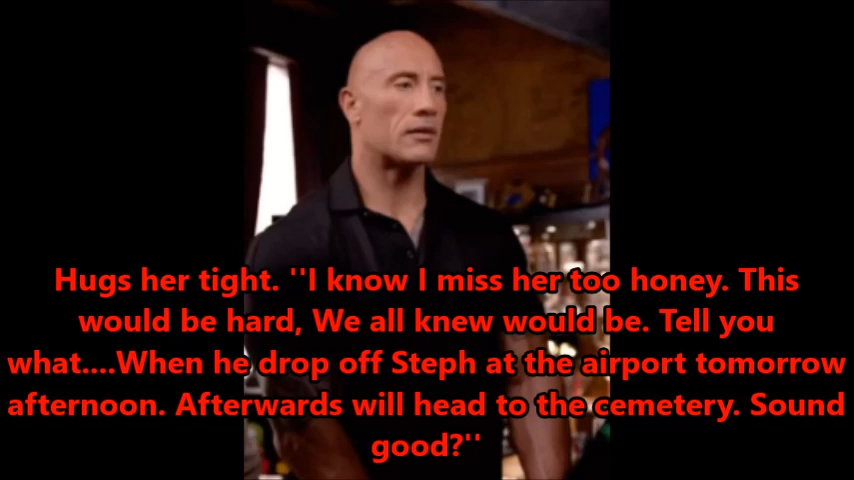 Hugs her tight. ''I know I miss her too honey. This
would be hard, We all knew would be. Tell you
what....When he drop off Steph at the airport tomorrow
afternoon. Afterwards will head to the cemetery. Sound
good?''